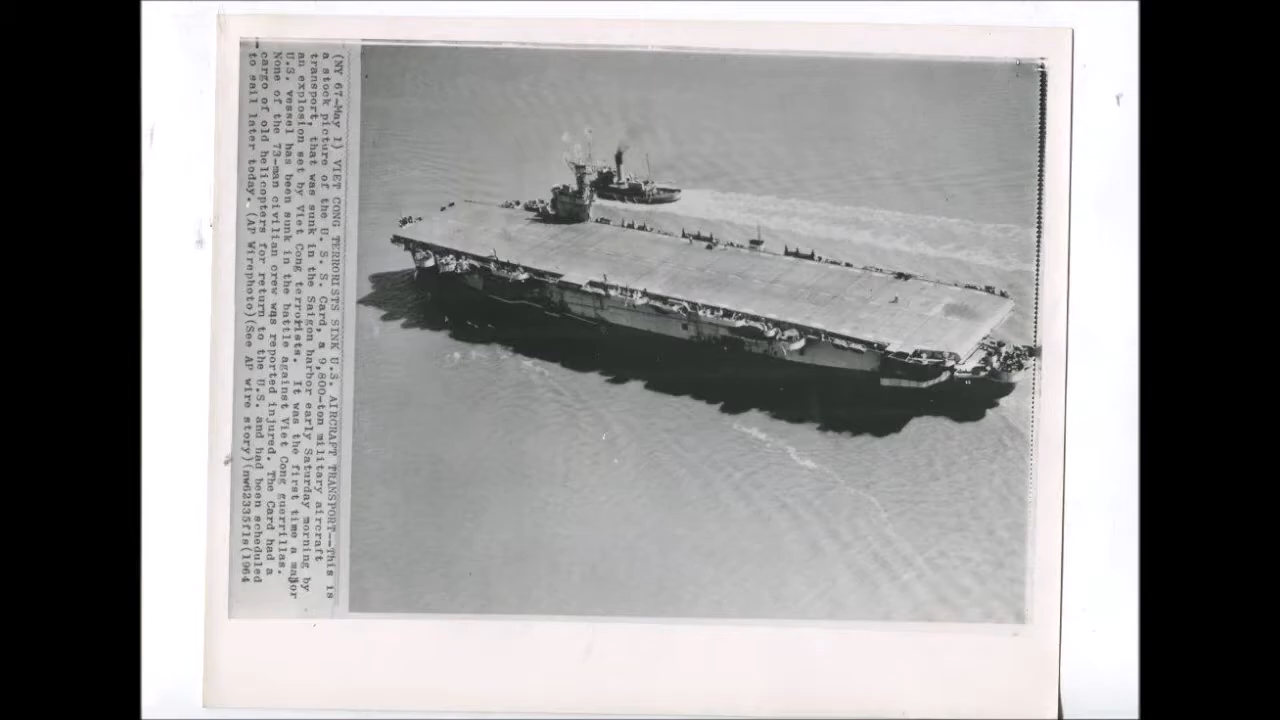 (NY 67-May 1) VIET CONG TERRORISTS SINK U.S. AIRCRAFT TRANSPORT--This is
a stock picture of the U. S. S. Card, a 9,800-ton military aircraft
transport, that was sunk in the Saigon harbor early Saturday morning by
an explosion set by Viet Cong terrorists. It was the first time a major
U.S. vessel has been sunk in the battle against Viet Cong guerrillas.
None of the 73-man civilian crew was reported injured. The Card had a
cargo of old helicopters for return to the U.S. and had been scheduled
to sail later today. (AP Wirephoto)(See AP wire story)(nw62335fls(1964